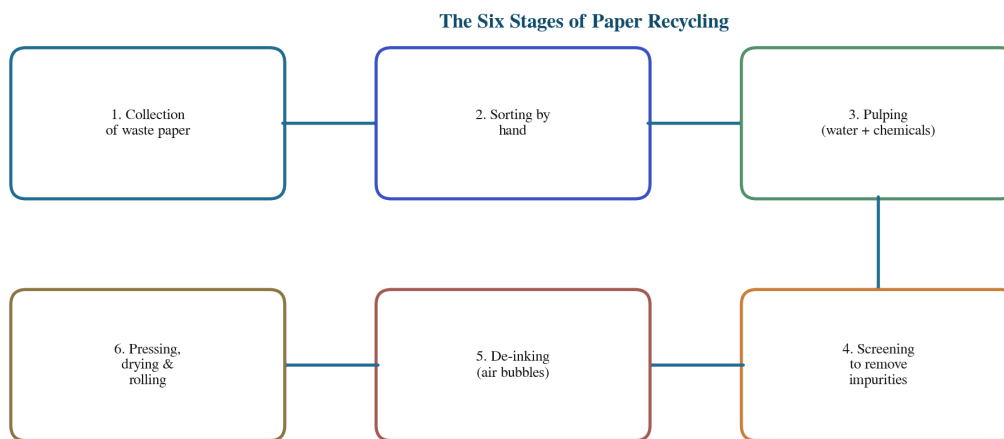 The Six Stages of Paper Recycling
1. Collection
of waste paper
2. Sorting by
hand
3. Pulping
(water + chemicals)
4. Screening
to remove
impurities
5. De-inking
(air bubbles)
6. Pressing,
drying &
rolling